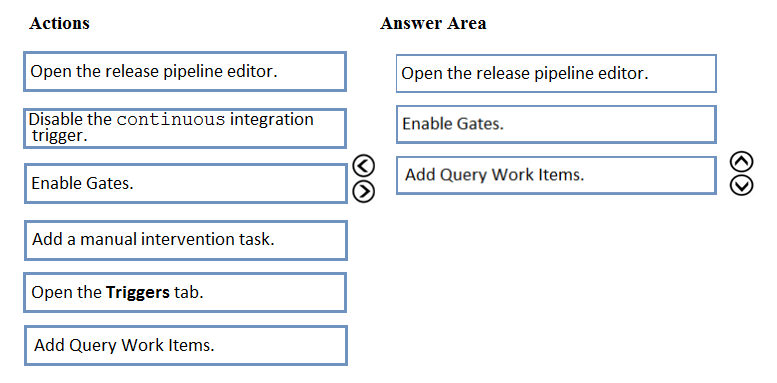 Actions
Answer Area
Open the release pipeline editor.
Disable the continuous integration
trigger.
Enable Gates.
Add a manual intervention task.
Open the Triggers tab.
Add Query Work Items.
Open the release pipeline editor.
Enable Gates.
Add Query Work Items.